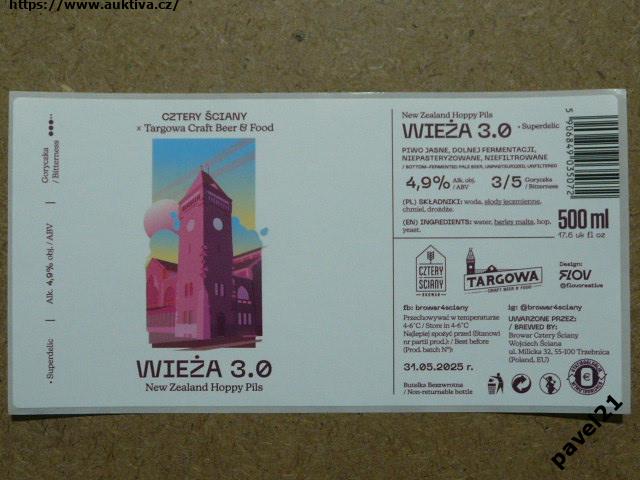 https://www.auktiva.cz/
Goryczka
/ Bitterness
Alk. 4,9% obj. / ABV
• Superdelic
CZTERY ŚCIANY
x Targowa Craft Beer & Food
WIEŻA 3.0
New Zealand Hoppy Pils
New Zealand Hoppy Pils
WIEŻA 3.0 • Superdelic
PIWO JASNE, DOLNEJ FERMENTACJI,
NIEPASTERYZOWANE, NIEFILTROWANE
/ BOTTOM-FERMENTED PALE BEER, UNPASTEURIZED, UNFILTERED
4,9% Alk. obj. / ABV 3/5 Goryczka / Bitterness
(PL) SKŁADNIKI: woda, słody jęczmienne,
chmiel, drożdże.
(EN) INGREDIENTS: water, barley malts, hop,
yeast.
5906849035072
500 ml
17.6 uk fl oz
CZTERY
ŚCIANY
BROWAR
TARGOWA
CRAFT BEER & FOOD
Design:
FLOV
@flovcreative
fb: browar4sciany
Przechowywać w temperaturze
4-6°C / Store in 4-6°C
Najlepiej spożyć przed (Stanowi
nr partii prod.): / Best before
(Prod. batch N°):
31.05.2025 r.
Butelka Bezzwrotna
/ Non-returnable bottle
ig: @browar4sciany
UWARZONE PRZEZ:
/ BREWED BY:
Browar Cztery Ściany
Wojciech Ściana
ul. Milicka 32, 55-100 Trzebnica
(Poland, EU)
pavel21